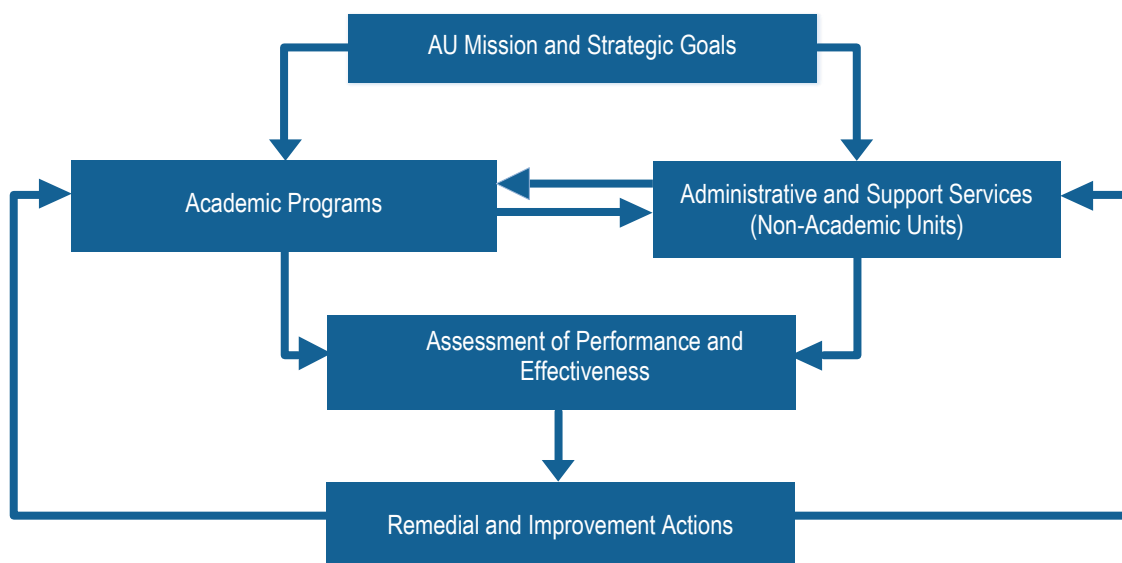 AU Mission and Strategic Goals
Academic Programs
Administrative and Support Services
(Non-Academic Units)
Assessment of Performance and
Effectiveness
Remedial and Improvement Actions